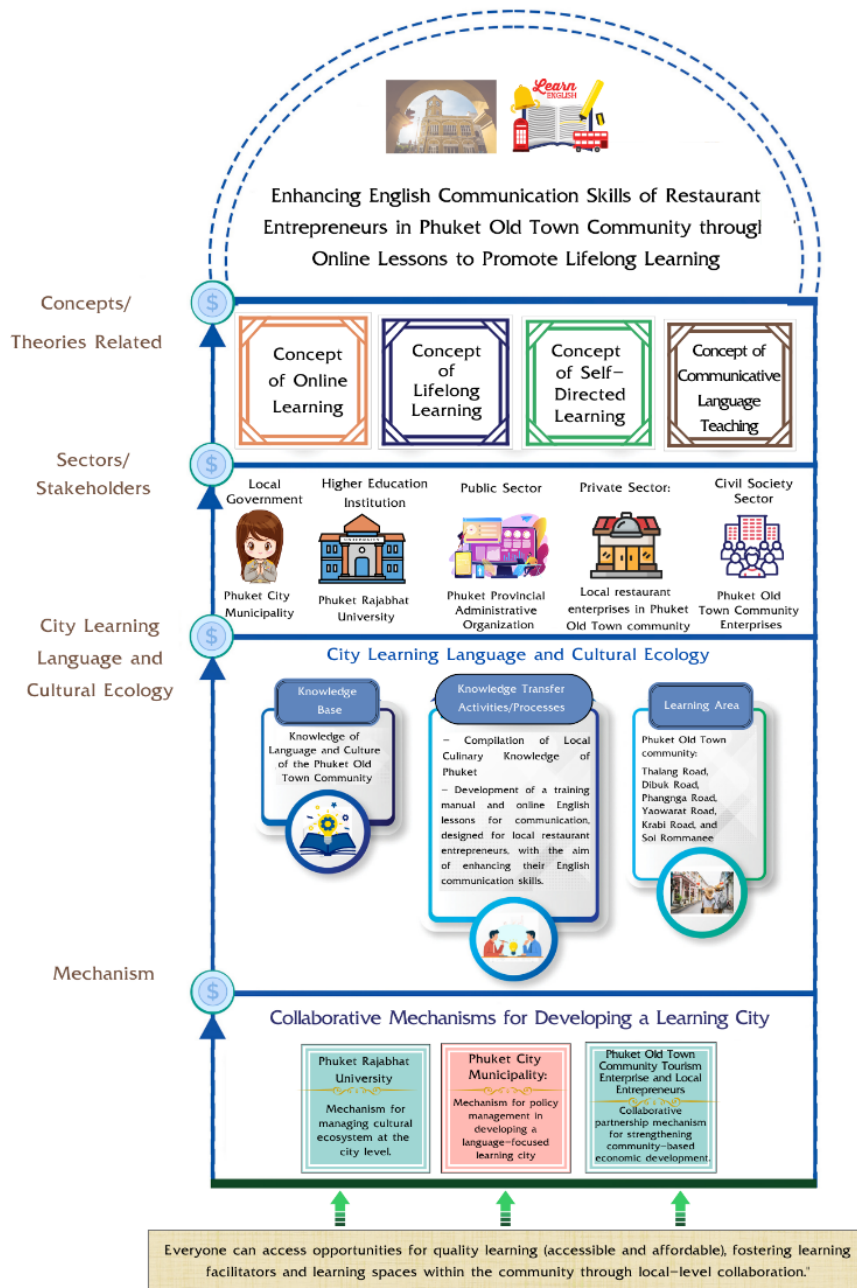 Learn
ENGLISH
Enhancing English Communication Skills of Restaurant
Entrepreneurs in Phuket Old Town Community through
Online Lessons to Promote Lifelong Learning
Concepts/
Theories Related
Concept
of Online
Learning
Concept
of
Lifelong
Learning
Concept
of Self-
Directed
Learning
Concept of
Communicative
Language
Teaching
Sectors/
Stakeholders
Local
Government
Phuket City
Municipality
Higher Education
Institution
UNIVERSITY
Phuket Rajabhat
University
Public Sector
Phuket Provincial
Administrative
Organization
Private Sector:
Local restaurant
enterprises in Phuket
Old Town community
Civil Society
Sector
Phuket Old
Town Community
Enterprises
City Learning
Language and
Cultural Ecology
City Learning Language and Cultural Ecology
Knowledge
Base
Knowledge of
Language and Culture
of the Phuket Old
Town Community
Knowledge Transfer
Activities/Processes
– Compilation of Local
Culinary Knowledge of
Phuket
– Development of a training
manual and online English
lessons for communication,
designed for local restaurant
entrepreneurs, with the aim
of enhancing their English
communication skills.
Learning Area
Phuket Old Town
community:
Thalang Road,
Dibuk Road,
Phangnga Road,
Yaowarat Road,
Krabi Road, and
Soi Rommanee
Mechanism
Collaborative Mechanisms for Developing a Learning City
Phuket Rajabhat
University
Mechanism for
managing cultural
ecosystem at the
city level.
Phuket City
Municipality:
Mechanism for policy
management in
developing a
language-focused
learning city
Phuket Old Town
Community Tourism
Enterprise and Local
Entrepreneurs
Collaborative
partnership mechanism
for strengthening
community-based
economic development.
Everyone can access opportunities for quality learning (accessible and affordable), fostering learning
facilitators and learning spaces within the community through local-level collaboration."